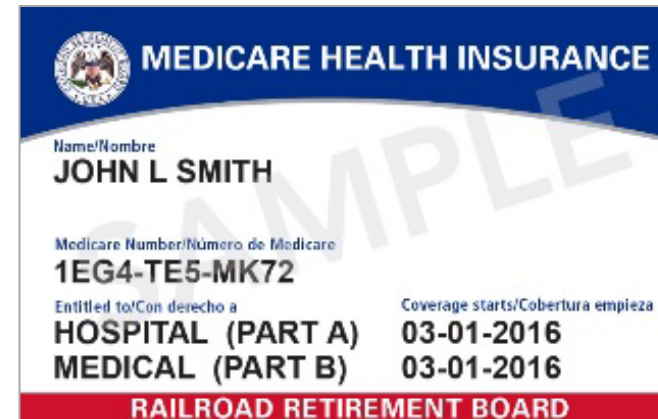 MEDICARE HEALTH INSURANCE
SAMPLE
Name/Nombre
JOHN L SMITH
Medicare Number/Número de Medicare
1EG4-TE5-MK72
Entitled to/Con derecho a Coverage starts/Cobertura empieza
HOSPITAL (PART A) 03-01-2016
MEDICAL (PART B) 03-01-2016
RAILROAD RETIREMENT BOARD